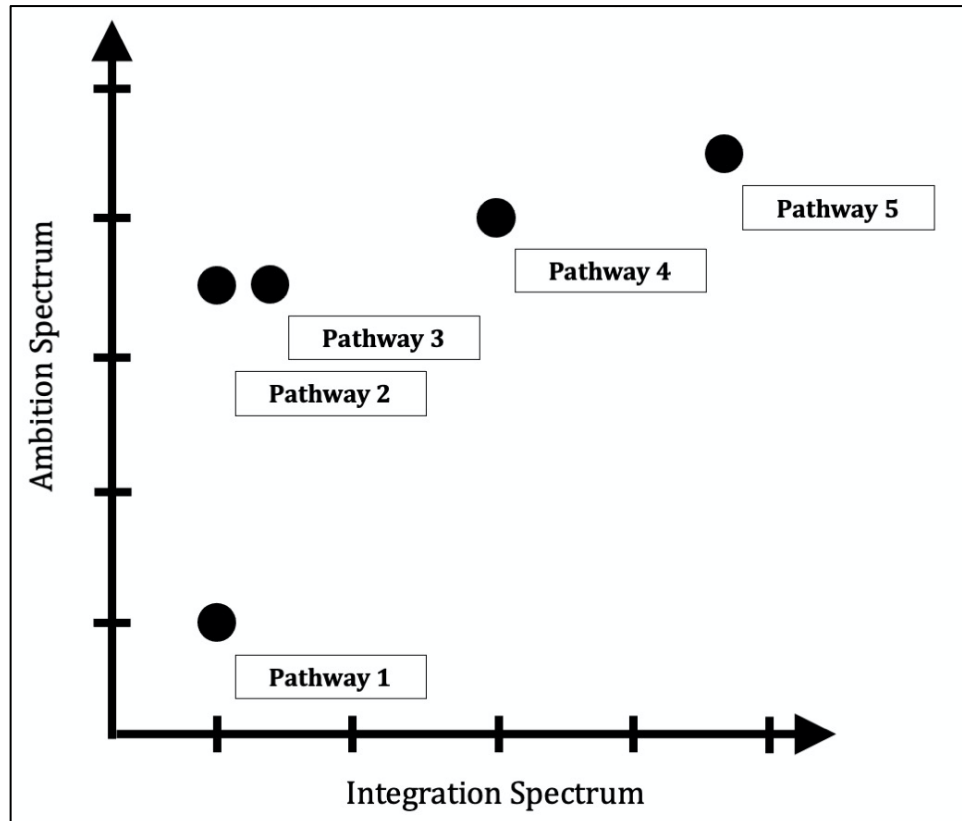 Ambition Spectrum
Pathway 5
Pathway 4
Pathway 3
Pathway 2
Pathway 1
Integration Spectrum